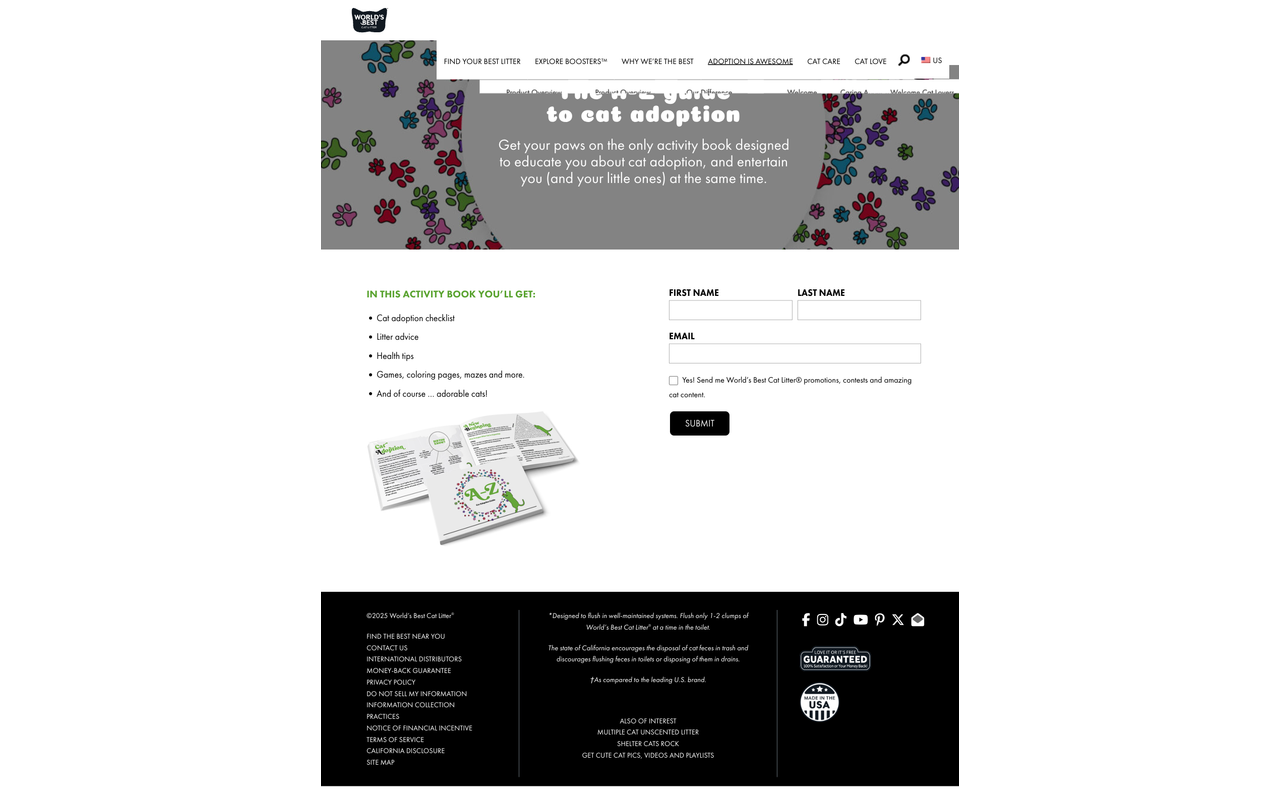 WORLD'S
BEST
CAT LITTER
FIND YOUR BEST LITTER EXPLORE BOOSTERS™ WHY WE'RE THE BEST ADOPTION IS AWESOME CAT CARE CAT LOVE US
Product Overview Product Overview Our Difference Welcome Caring A Welcome Cat Lovers
The A-Z guide
to cat adoption
Get your paws on the only activity book designed
to educate you about cat adoption, and entertain
you (and your little ones) at the same time.
IN THIS ACTIVITY BOOK YOU'LL GET:
• Cat adoption checklist
• Litter advice
• Health tips
• Games, coloring pages, mazes and more.
• And of course ... adorable cats!
Cat
Adoption
A-Z
FIRST NAME LAST NAME
EMAIL
Yes! Send me World's Best Cat Litter® promotions, contests and amazing
cat content.
SUBMIT
©2025 World's Best Cat Litter®
FIND THE BEST NEAR YOU
CONTACT US
INTERNATIONAL DISTRIBUTORS
MONEY-BACK GUARANTEE
PRIVACY POLICY
DO NOT SELL MY INFORMATION
INFORMATION COLLECTION
PRACTICES
NOTICE OF FINANCIAL INCENTIVE
TERMS OF SERVICE
CALIFORNIA DISCLOSURE
SITE MAP
*Designed to flush in well-maintained systems. Flush only 1-2 clumps of
World's Best Cat Litter® at a time in the toilet.
The state of California encourages the disposal of cat feces in trash and
discourages flushing feces in toilets or disposing of them in drains.
†As compared to the leading U.S. brand.
ALSO OF INTEREST
MULTIPLE CAT UNSCENTED LITTER
SHELTER CATS ROCK
GET CUTE CAT PICS, VIDEOS AND PLAYLISTS
LOVE IT OR IT'S FREE
GUARANTEED
100% Satisfaction or Your Money Back
MADE IN THE
USA